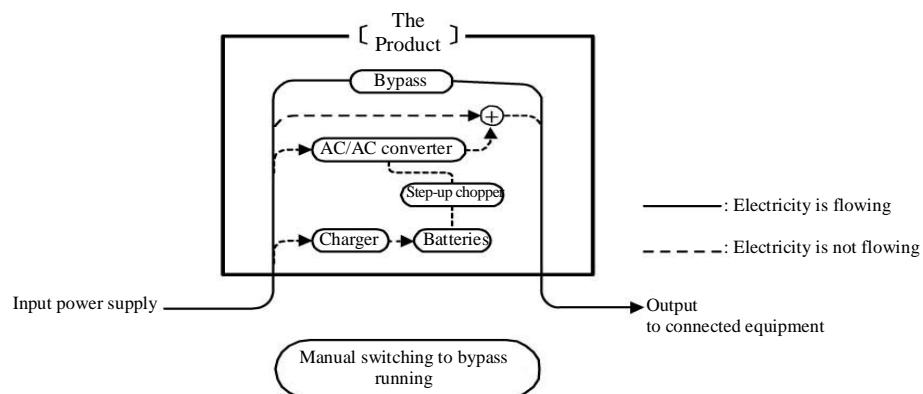 The
Product
Bypass
+
AC/AC converter
Step-up chopper
Charger
Batteries
: Electricity is flowing
: Electricity is not flowing
Input power supply
Output
to connected equipment
Manual switching to bypass
running